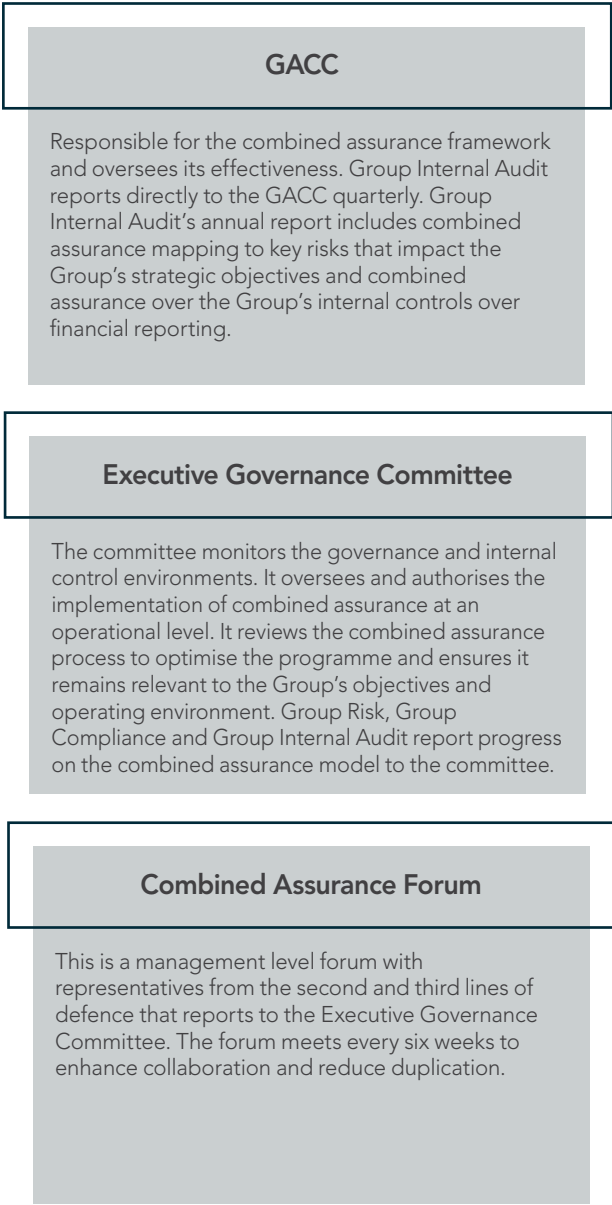 GACC
Responsible for the combined assurance framework
and oversees its effectiveness. Group Internal Audit
reports directly to the GACC quarterly. Group
Internal Audit’s annual report includes combined
assurance mapping to key risks that impact the
Group’s strategic objectives and combined
assurance over the Group’s internal controls over
financial reporting.
Executive Governance Committee
The committee monitors the governance and internal
control environments. It oversees and authorises the
implementation of combined assurance at an
operational level. It reviews the combined assurance
process to optimise the programme and ensures it
remains relevant to the Group’s objectives and
operating environment. Group Risk, Group
Compliance and Group Internal Audit report progress
on the combined assurance model to the committee.
Combined Assurance Forum
This is a management level forum with
representatives from the second and third lines of
defence that reports to the Executive Governance
Committee. The forum meets every six weeks to
enhance collaboration and reduce duplication.